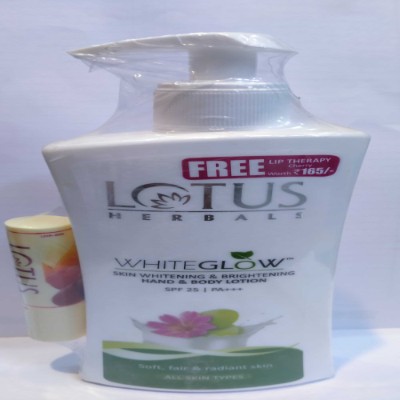 FREE LIP THERAPY
Cherry
Worth ₹ 165/-
LOTUS
HERBALS
WHITEGLOW™
SKIN WHITENING & BRIGHTENING
HAND & BODY LOTION
SPF 25 | PA+++
Soft, fair & radiant skin
ALL SKIN TYPES
LOTUS